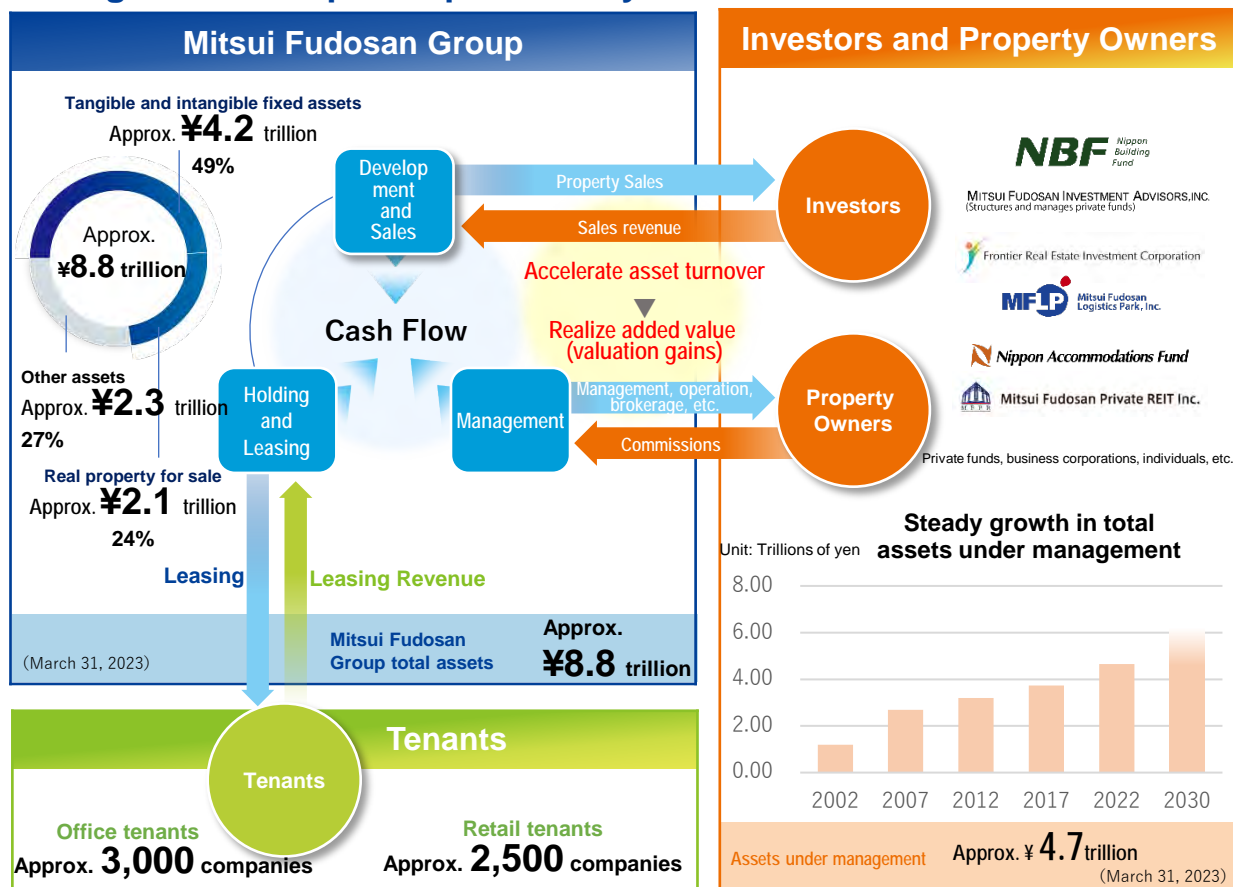 Mitsui Fudosan Group
Tangible and intangible fixed assets
Approx. ¥4.2 trillion
49%
Approx.
¥8.8 trillion
Other assets
Approx. ¥2.3 trillion
27%
Real property for sale
Approx. ¥2.1 trillion
24%
Develop
ment
and
Sales
Cash Flow
Holding
and
Leasing
Management
Property Sales
Sales revenue
Accelerate asset turnover
Realize added value
(valuation gains)
Management, operation,
brokerage, etc.
Commissions
Leasing
Leasing Revenue
(March 31, 2023)
Mitsui Fudosan
Group total assets
Approx.
¥8.8 trillion
Investors and Property Owners
Investors
Property
Owners
NBF Nippon
Building
Fund
MITSUI FUDOSAN INVESTMENT ADVISORS,INC.
(Structures and manages private funds)
Frontier Real Estate Investment Corporation
MFLP Mitsui Fudosan
Logistics Park, Inc.
Nippon Accommodations Fund
MFPR Mitsui Fudosan Private REIT Inc.
Private funds, business corporations, individuals, etc.
Steady growth in total
assets under management
Unit: Trillions of yen
8.00
6.00
4.00
2.00
0.00
2002 2007 2012 2017 2022 2030
Assets under management Approx. ¥ 4.7 trillion
(March 31, 2023)
Tenants
Tenants
Office tenants
Approx. 3,000 companies
Retail tenants
Approx. 2,500 companies